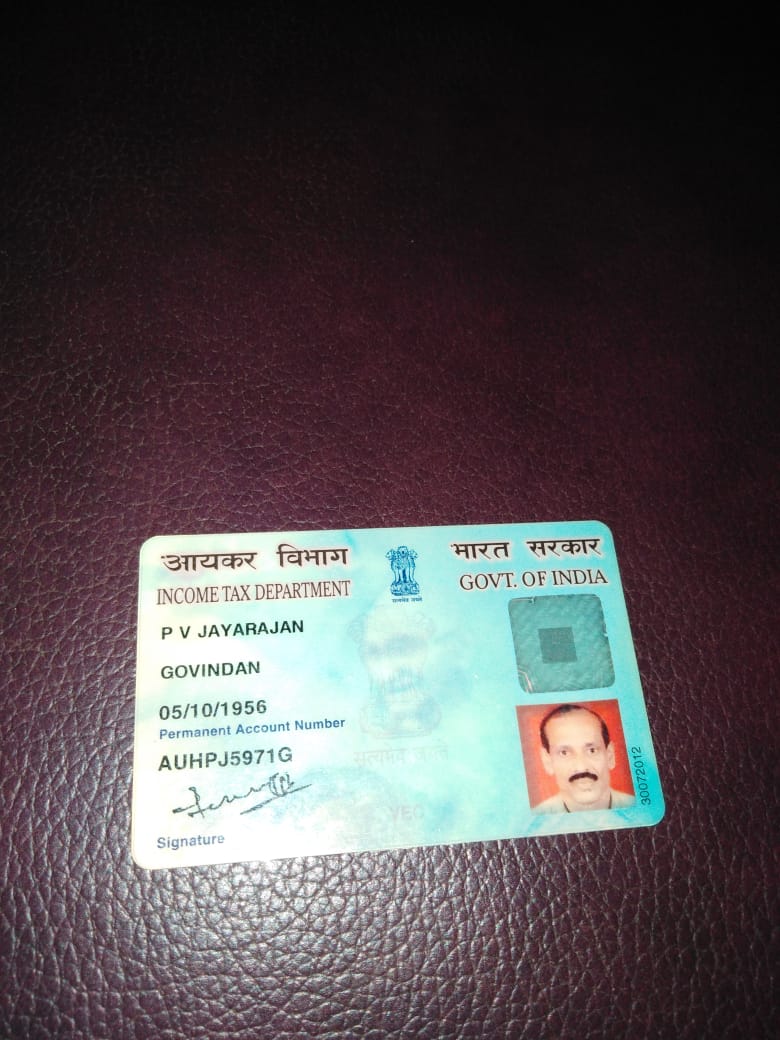 आयकर विभाग
INCOME TAX DEPARTMENT
भारत सरकार
GOVT. OF INDIA
सत्यमेव जयते
P V JAYARAJAN
GOVINDAN
05/10/1956
Permanent Account Number
AUHPJ5971G
सत्यमेव जयते
Signature
30072012